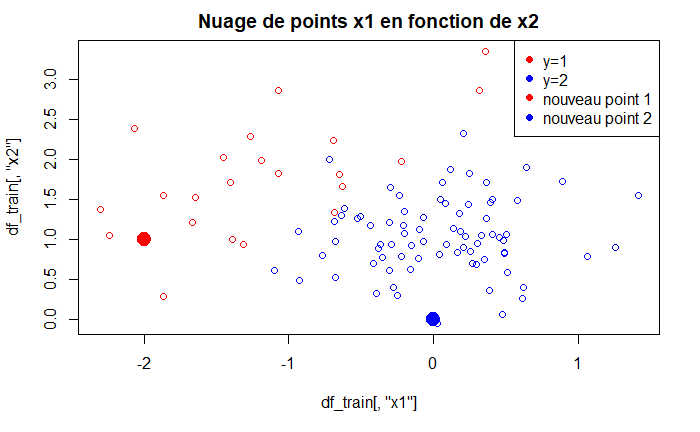 Nuage de points x1 en fonction de x2
y=1
y=2
nouveau point 1
nouveau point 2
df_train[, "x2"]
3.0
2.5
2.0
1.5
1.0
0.5
0.0
-2
-1
0
1
df_train[, "x1"]